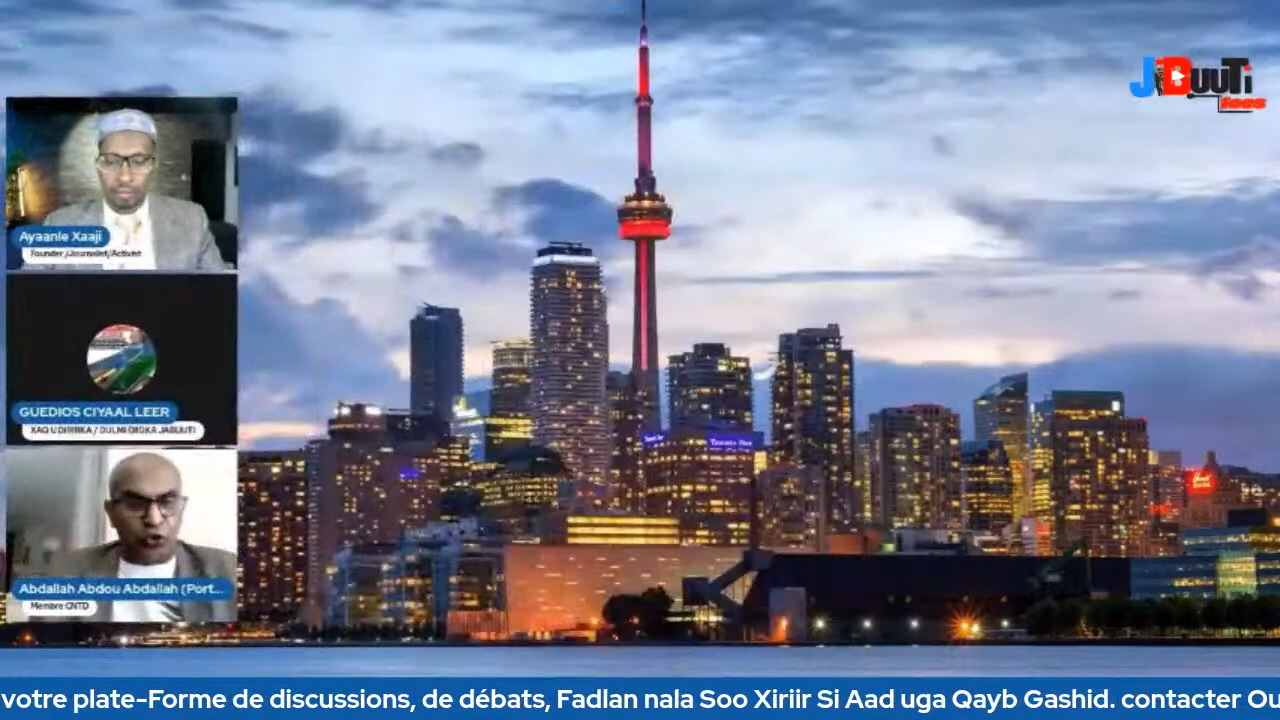 JBUUTi
fees
Ayaanle Xaaji
Founder /Journalist/Activist
GUEDIOS CIYAAL LEER
XAQ U DIRIRKA / DULMI DIIDKA JABUUTI
Abdallah Abdou Abdallah (Port...
Membre CNTD
votre plate-Forme de discussions, de débats, Fadlan nala Soo Xiriir Si Aad uga Qayb Gashid. contacter Ou